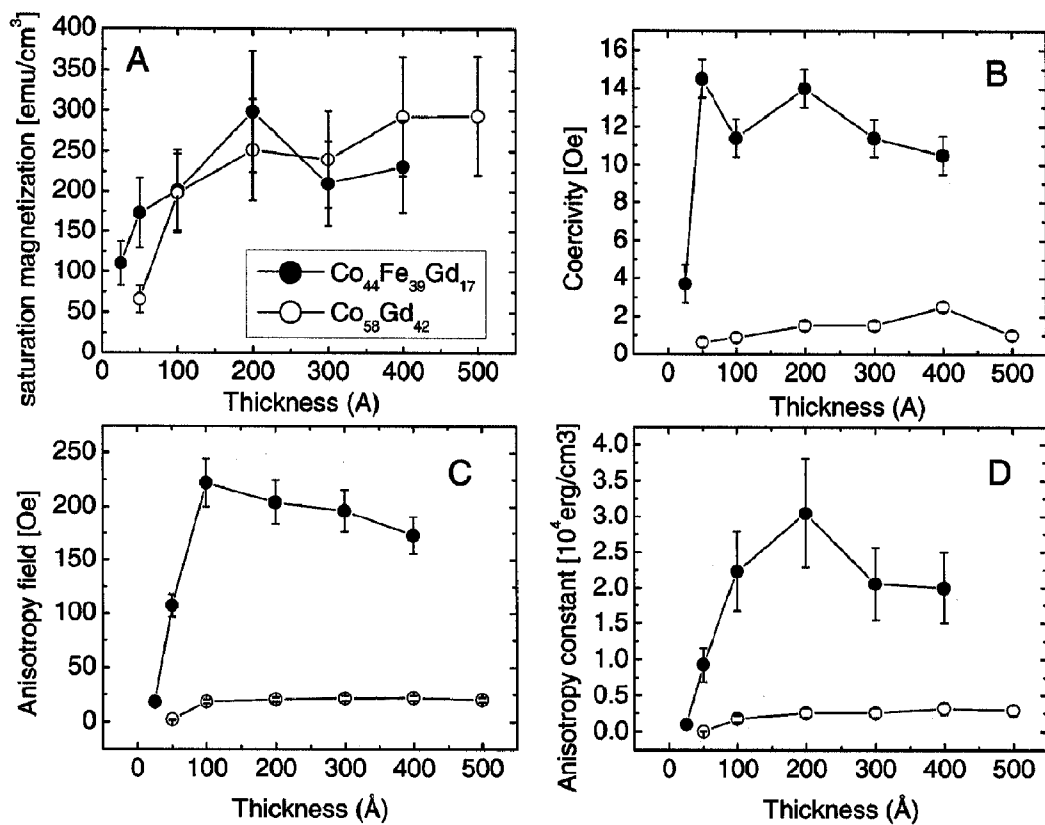 A
saturation magnetization [emu/cm³]
400
350
300
250
200
150
100
50
0
Co₄₄Fe₃₉Gd₁₇
Co₅₈Gd₄₂
0 100 200 300 400 500
Thickness (A)
B
Coercivity [Oe]
16
14
12
10
8
6
4
2
0
0 100 200 300 400 500
Thickness (A)
C
Anisotropy field [Oe]
250
200
150
100
50
0
0 100 200 300 400 500
Thickness (Å)
D
Anisotropy constant [10⁴erg/cm3]
4.0
3.5
3.0
2.5
2.0
1.5
1.0
0.5
0.0
0 100 200 300 400 500
Thickness (Å)